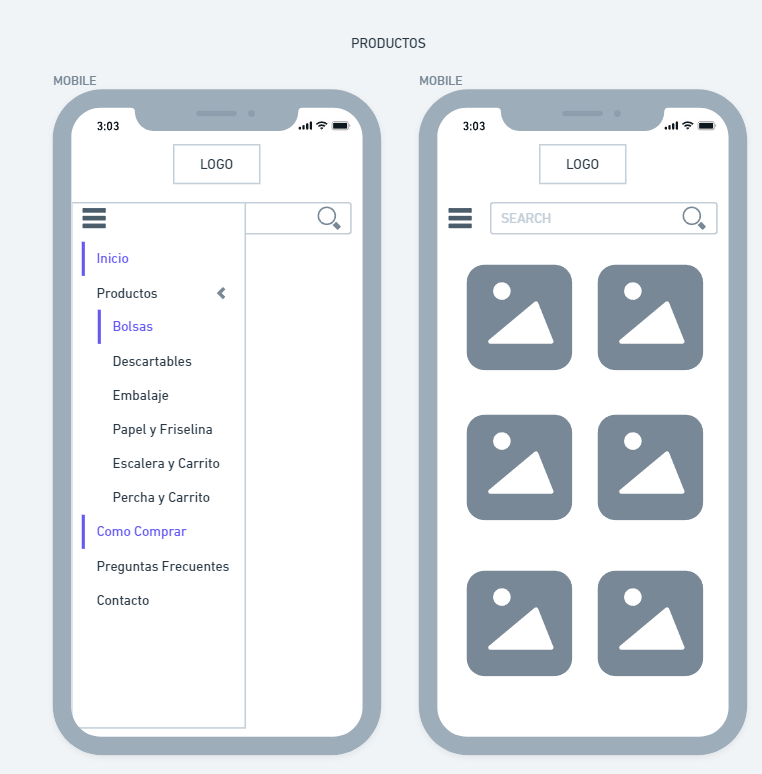 PRODUCTOS
MOBILE
3:03
LOGO
Inicio
Productos
Bolsas
Descartables
Embalaje
Papel y Friselina
Escalera y Carrito
Percha y Carrito
Como Comprar
Preguntas Frecuentes
Contacto
MOBILE
3:03
LOGO
SEARCH